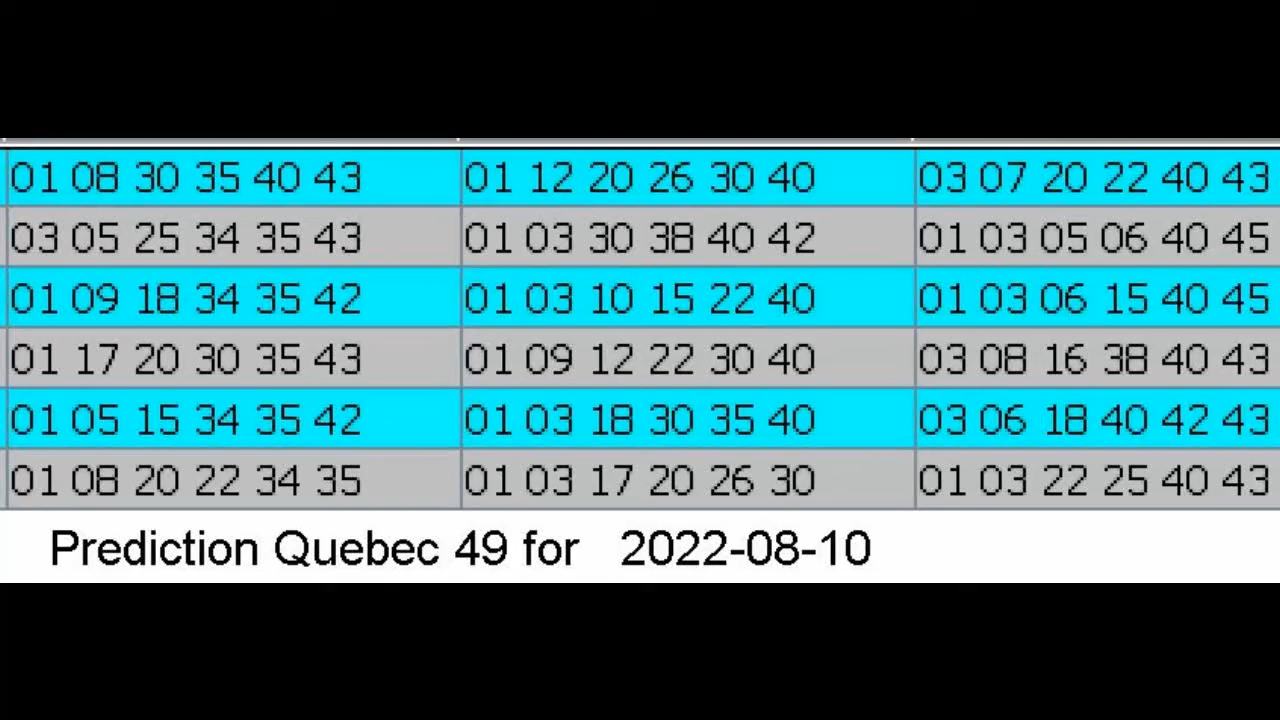 01 08 30 35 40 43 01 12 20 26 30 40 03 07 20 22 40 43
03 05 25 34 35 43 01 03 30 38 40 42 01 03 05 06 40 45
01 09 18 34 35 42 01 03 10 15 22 40 01 03 06 15 40 45
01 17 20 30 35 43 01 09 12 22 30 40 03 08 16 38 40 43
01 05 15 34 35 42 01 03 18 30 35 40 03 06 18 40 42 43
01 08 20 22 34 35 01 03 17 20 26 30 01 03 22 25 40 43
Prediction Quebec 49 for 2022-08-10